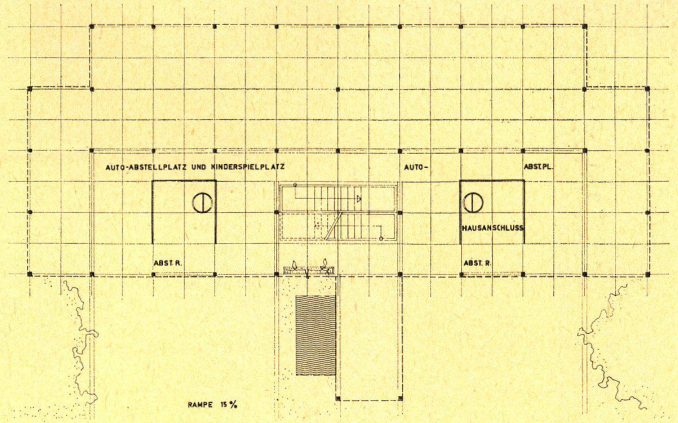 AUTO-ABSTELLPLATZ UND KINDERSPIELPLATZ
AUTO-
ABST.PL.
HAUSANSCHLUSS
ABST. R.
ABST. R.
RAMPE 15 %